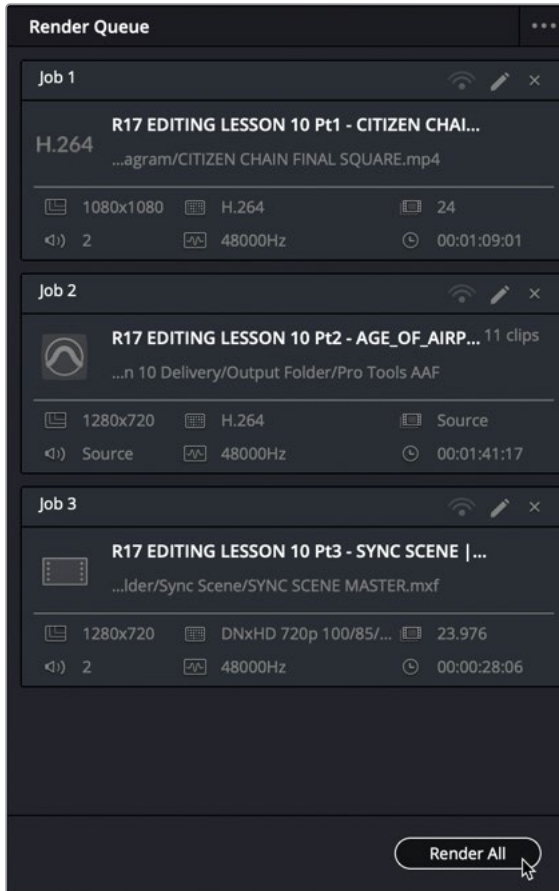 Render Queue
Job 1
R17 EDITING LESSON 10 Pt1 - CITIZEN CHAI...
H.264
...agram/CITIZEN CHAIN FINAL SQUARE.mp4
1080x1080 H.264 24
2 48000Hz 00:01:09:01
Job 2
R17 EDITING LESSON 10 Pt2 - AGE_OF_AIRP... 11 clips
...n 10 Delivery/Output Folder/Pro Tools AAF
1280x720 H.264 Source
Source 48000Hz 00:01:41:17
Job 3
R17 EDITING LESSON 10 Pt3 - SYNC SCENE |...
...lder/Sync Scene/SYNC SCENE MASTER.mxf
1280x720 DNxHD 720p 100/85/... 23.976
2 48000Hz 00:00:28:06
Render All